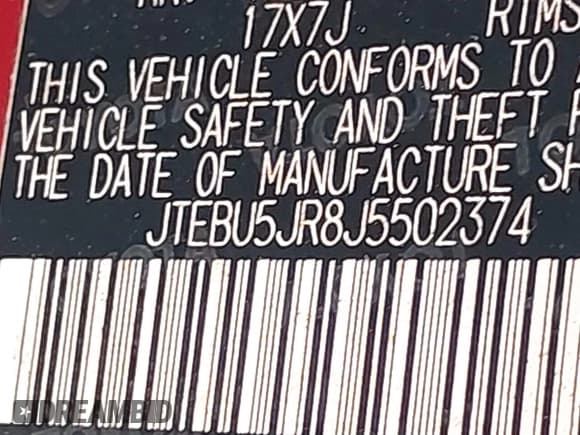 17X7J RIMS
THIS VEHICLE CONFORMS TO
VEHICLE SAFETY AND THEFT
THE DATE OF MANUFACTURE SH
JTEBU5JR8J5502374
DREAMBID